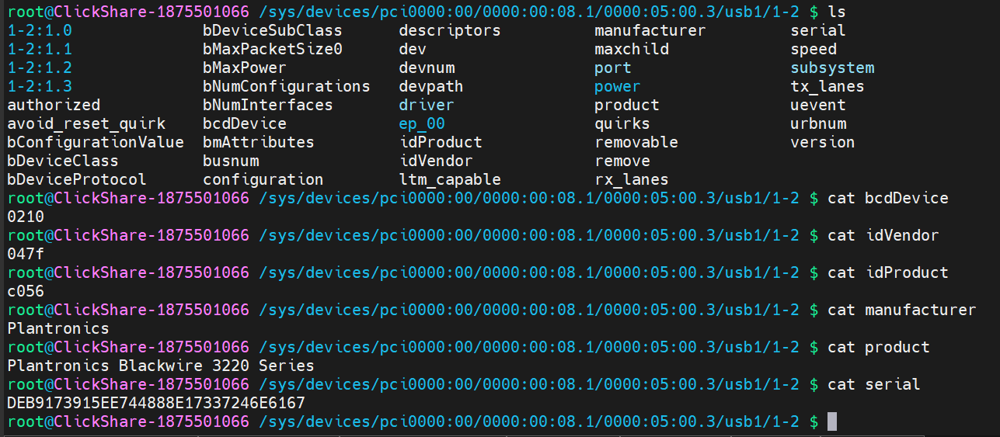 root@ClickShare-1875501066 /sys/devices/pci0000:00/0000:00:08.1/0000:05:00.3/usb1/1-2 $ ls
1-2:1.0 bDeviceSubClass descriptors manufacturer serial
1-2:1.1 bMaxPacketSize0 dev maxchild speed
1-2:1.2 bMaxPower devnum port subsystem
1-2:1.3 bNumConfigurations devpath power tx_lanes
authorized bNumInterfaces driver product uevent
avoid_reset_quirk bcdDevice ep_00 quirks urbnum
bConfigurationValue bmAttributes idProduct removable version
bDeviceClass busnum idVendor remove
bDeviceProtocol configuration ltm_capable rx_lanes
root@ClickShare-1875501066 /sys/devices/pci0000:00/0000:00:08.1/0000:05:00.3/usb1/1-2 $ cat bcdDevice
0210
root@ClickShare-1875501066 /sys/devices/pci0000:00/0000:00:08.1/0000:05:00.3/usb1/1-2 $ cat idVendor
047f
root@ClickShare-1875501066 /sys/devices/pci0000:00/0000:00:08.1/0000:05:00.3/usb1/1-2 $ cat idProduct
c056
root@ClickShare-1875501066 /sys/devices/pci0000:00/0000:00:08.1/0000:05:00.3/usb1/1-2 $ cat manufacturer
Plantronics
root@ClickShare-1875501066 /sys/devices/pci0000:00/0000:00:08.1/0000:05:00.3/usb1/1-2 $ cat product
Plantronics Blackwire 3220 Series
root@ClickShare-1875501066 /sys/devices/pci0000:00/0000:00:08.1/0000:05:00.3/usb1/1-2 $ cat serial
DEB9173915EE744888E17337246E6167
root@ClickShare-1875501066 /sys/devices/pci0000:00/0000:00:08.1/0000:05:00.3/usb1/1-2 $